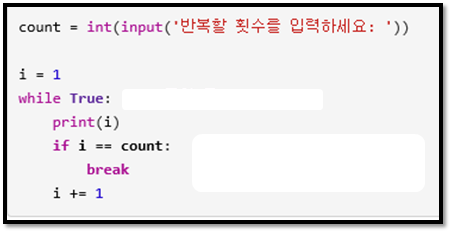 count = int(input('반복할 횟수를 입력하세요: '))
i = 1
while True:
print(i)
if i == count:
break
i += 1